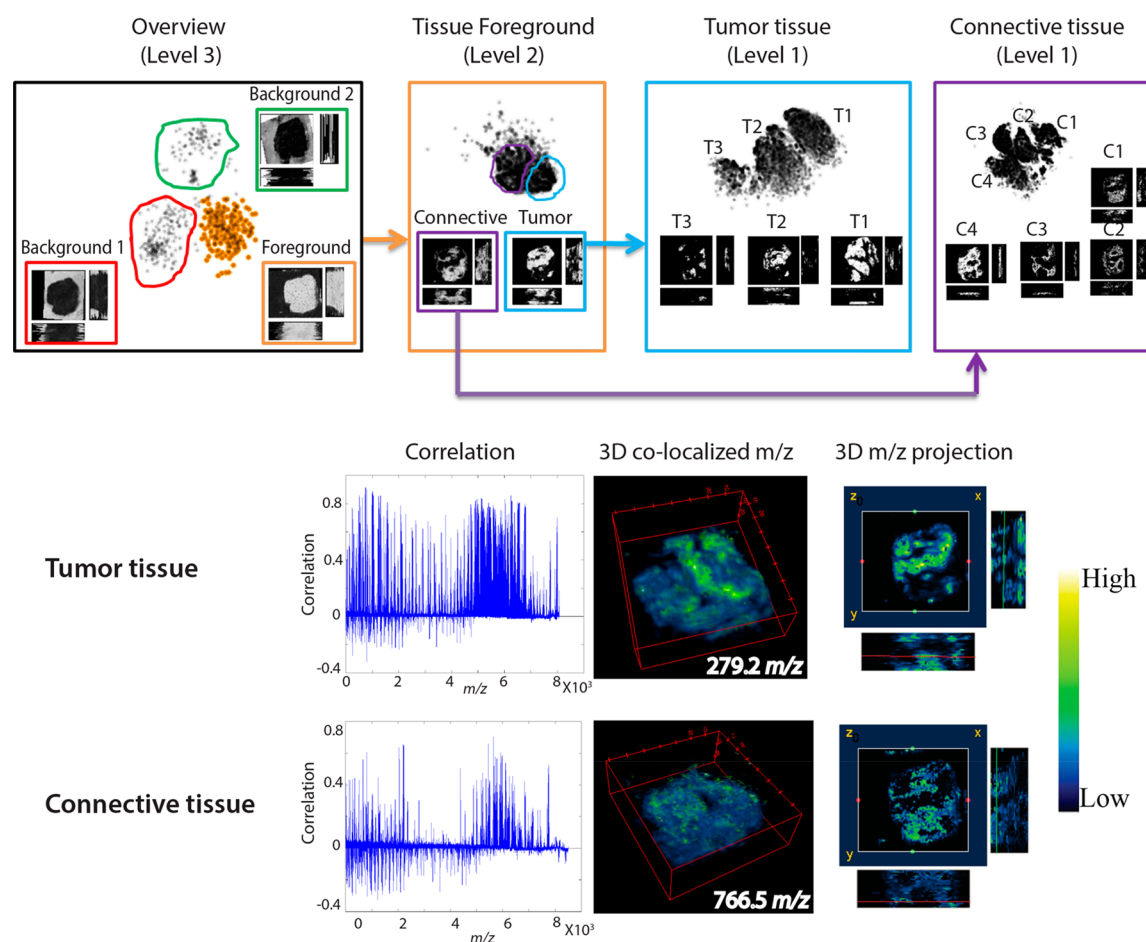 Overview
(Level 3)
Tissue Foreground
(Level 2)
Tumor tissue
(Level 1)
Connective tissue
(Level 1)
Background 2
Background 1
Foreground
Connective
Tumor
T1
T2
T3
T3
T2
T1
C2
C1
C3
C4
C1
C4
C3
C2
Correlation
3D co-localized m/z
3D m/z projection
Tumor tissue
Correlation
0.8
0.4
0
-0.4
0
2
4
6
8
X10³
m/z
279.2 m/z
z
x
y
High
Low
Connective tissue
Correlation
0.8
0.4
0
-0.4
0
2
4
6
8
X10³
m/z
766.5 m/z
z
x
y